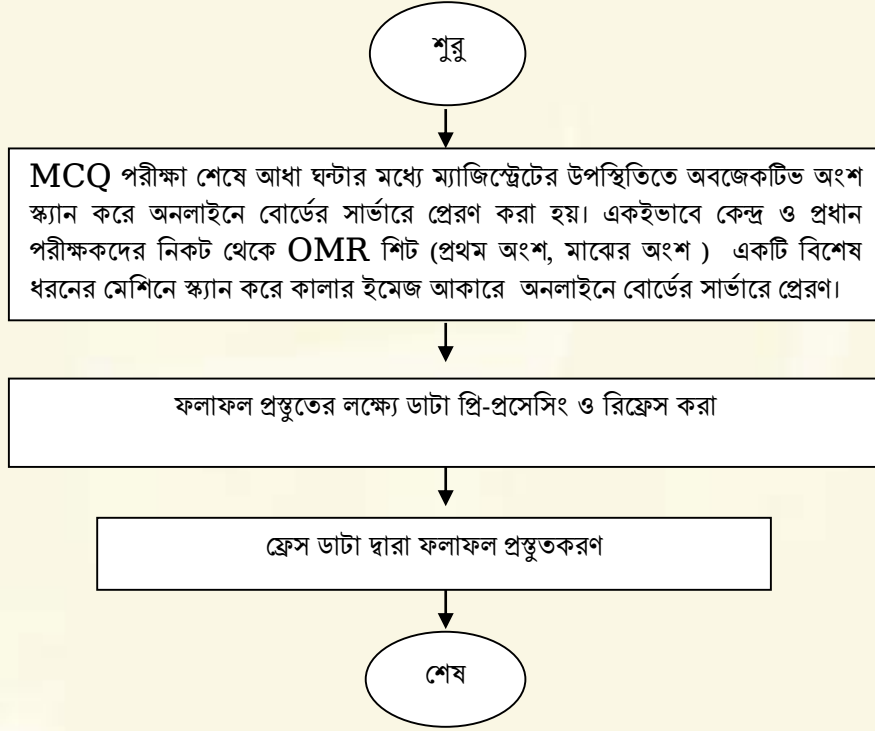 শুরু
MCQ পরীক্ষা শেষে আধা ঘন্টার মধ্যে ম্যাজিস্ট্রেটের উপস্থিতিতে অবজেকটিভ অংশ
স্ক্যান করে অনলাইনে বোর্ডের সার্ভারে প্রেরণ করা হয়। একইভাবে কেন্দ্র ও প্রধান
পরীক্ষকদের নিকট থেকে OMR শিট (প্রথম অংশ, মাঝের অংশ ) একটি বিশেষ
ধরনের মেশিনে স্ক্যান করে কালার ইমেজ আকারে অনলাইনে বোর্ডের সার্ভারে প্রেরণ।
ফলাফল প্রস্তুতের লক্ষ্যে ডাটা প্রি-প্রসেসিং ও রিফ্রেস করা
ফ্রেস ডাটা দ্বারা ফলাফল প্রস্তুতকরণ
শেষ